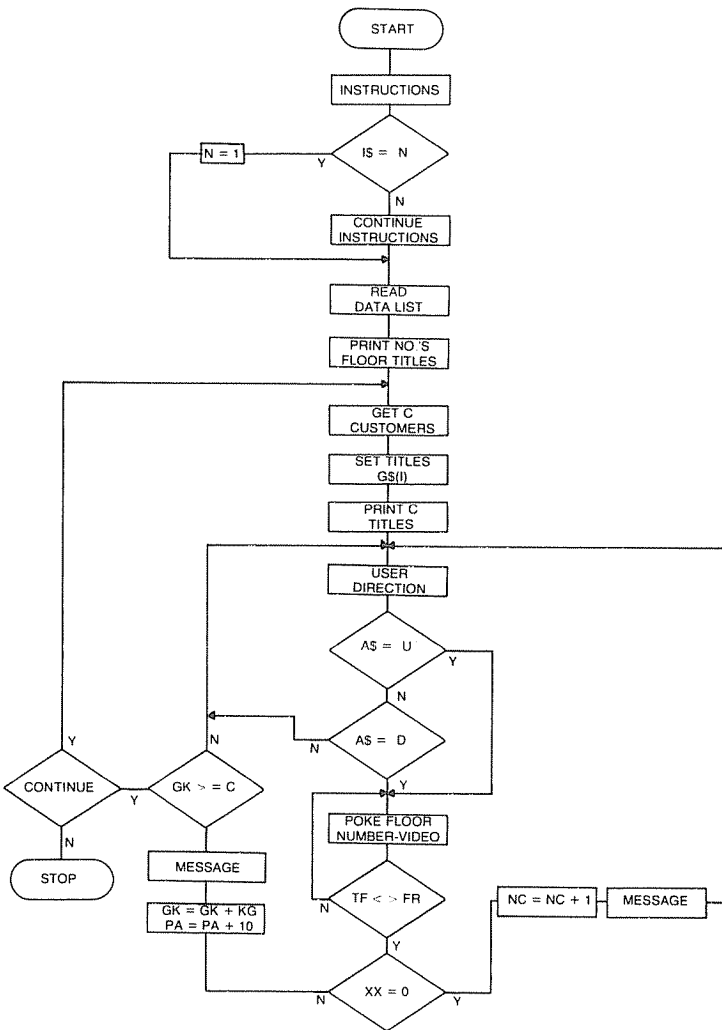 START
INSTRUCTIONS
N = 1
Y
I$ = N
N
CONTINUE
INSTRUCTIONS
READ
DATA LIST
PRINT NO.'S
FLOOR TITLES
GET C
CUSTOMERS
SET TITLES
G$(I)
PRINT C
TITLES
USER
DIRECTION
A$ = U
Y
N
A$ = D
N
Y
Y
CONTINUE
N
STOP
N
GK > = C
Y
MESSAGE
GK = GK + KG
PA = PA + 10
POKE FLOOR
NUMBER-VIDEO
TF < > FR
N
Y
XX = 0
N
Y
NC = NC + 1
MESSAGE